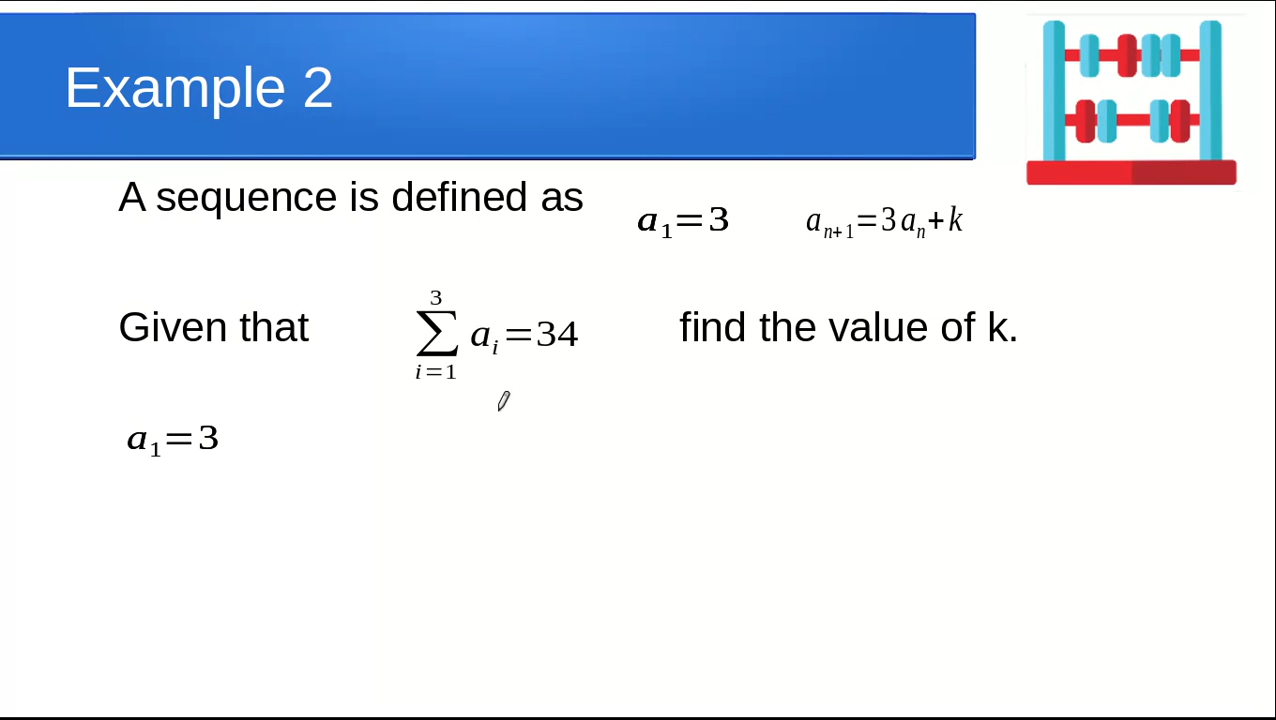 Example 2
A sequence is defined as a₁=3 aₙ₊₁=3aₙ+k
Given that ∑ᵢ₌₁³ aᵢ=34 find the value of k.
a₁=3